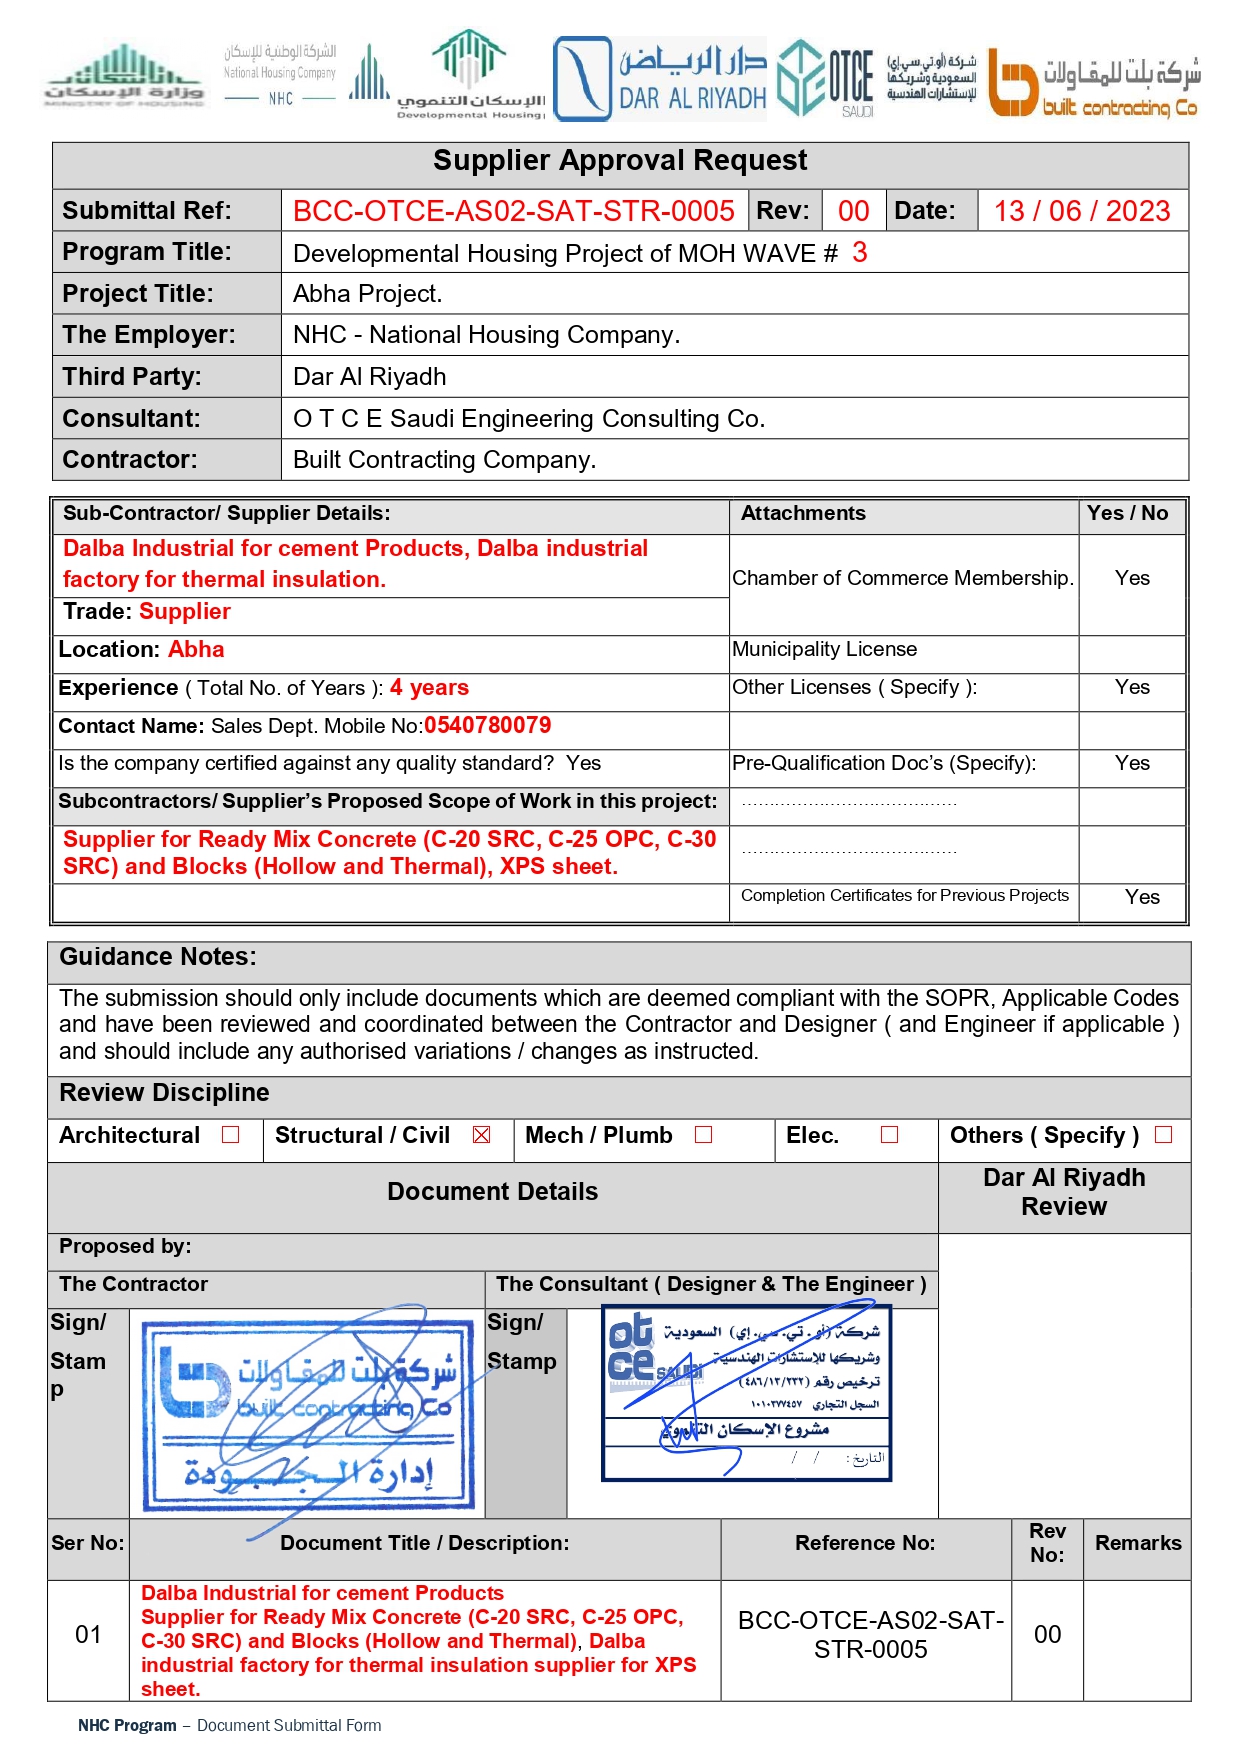 وزارة الإسكان
MINISTRY OF HOUSING
الشركة الوطنية للإسكان
National Housing Company
NHC
الإسكان التنموي
Developmental Housing
دار الرياض
DAR AL RIYADH
OTCE
SAUDI
شركة (أو.تي.سي.إي)
السعودية وشريكها
للإستشارات الهندسية
شركة بلت للمقاولات
built contracting Co
Supplier Approval Request
Submittal Ref: BCC-OTCE-AS02-SAT-STR-0005 Rev: 00 Date: 13 / 06 / 2023
Program Title: Developmental Housing Project of MOH WAVE # 3
Project Title: Abha Project.
The Employer: NHC - National Housing Company.
Third Party: Dar Al Riyadh
Consultant: O T C E Saudi Engineering Consulting Co.
Contractor: Built Contracting Company.
Sub-Contractor/ Supplier Details: Attachments Yes / No
Dalba Industrial for cement Products, Dalba industrial
factory for thermal insulation.
Chamber of Commerce Membership. Yes
Trade: Supplier
Location: Abha Municipality License
Experience ( Total No. of Years ): 4 years Other Licenses ( Specify ): Yes
Contact Name: Sales Dept. Mobile No:0540780079
Is the company certified against any quality standard? Yes Pre-Qualification Doc's (Specify): Yes
Subcontractors/ Supplier's Proposed Scope of Work in this project: ......................................
Supplier for Ready Mix Concrete (C-20 SRC, C-25 OPC, C-30
SRC) and Blocks (Hollow and Thermal), XPS sheet.
......................................
Completion Certificates for Previous Projects Yes
Guidance Notes:
The submission should only include documents which are deemed compliant with the SOPR, Applicable Codes
and have been reviewed and coordinated between the Contractor and Designer ( and Engineer if applicable )
and should include any authorised variations / changes as instructed.
Review Discipline
Architectural ☐ Structural / Civil ☒ Mech / Plumb ☐ Elec. ☐ Others ( Specify ) ☐
Document Details
Dar Al Riyadh
Review
Proposed by:
The Contractor The Consultant ( Designer & The Engineer )
Sign/
Stam
p
شركة بلت للمقاولات
built contracting Co
إدارة الجودة
Sign/
Stamp
otce
SAUDI
شركة (أو.تي.سي.إي) السعودية
وشريكها للإستشارات الهندسية
ترخيص رقم (٤٨٦/١٢/٢٣٢)
السجل التجاري ١٠١٠٣٧٧٤٥٧
مشروع الإسكان التنموي
التاريخ: / /
Ser No: Document Title / Description: Reference No: Rev
No: Remarks
01
Dalba Industrial for cement Products
Supplier for Ready Mix Concrete (C-20 SRC, C-25 OPC,
C-30 SRC) and Blocks (Hollow and Thermal), Dalba
industrial factory for thermal insulation supplier for XPS
sheet.
BCC-OTCE-AS02-SAT-
STR-0005
00
NHC Program – Document Submittal Form